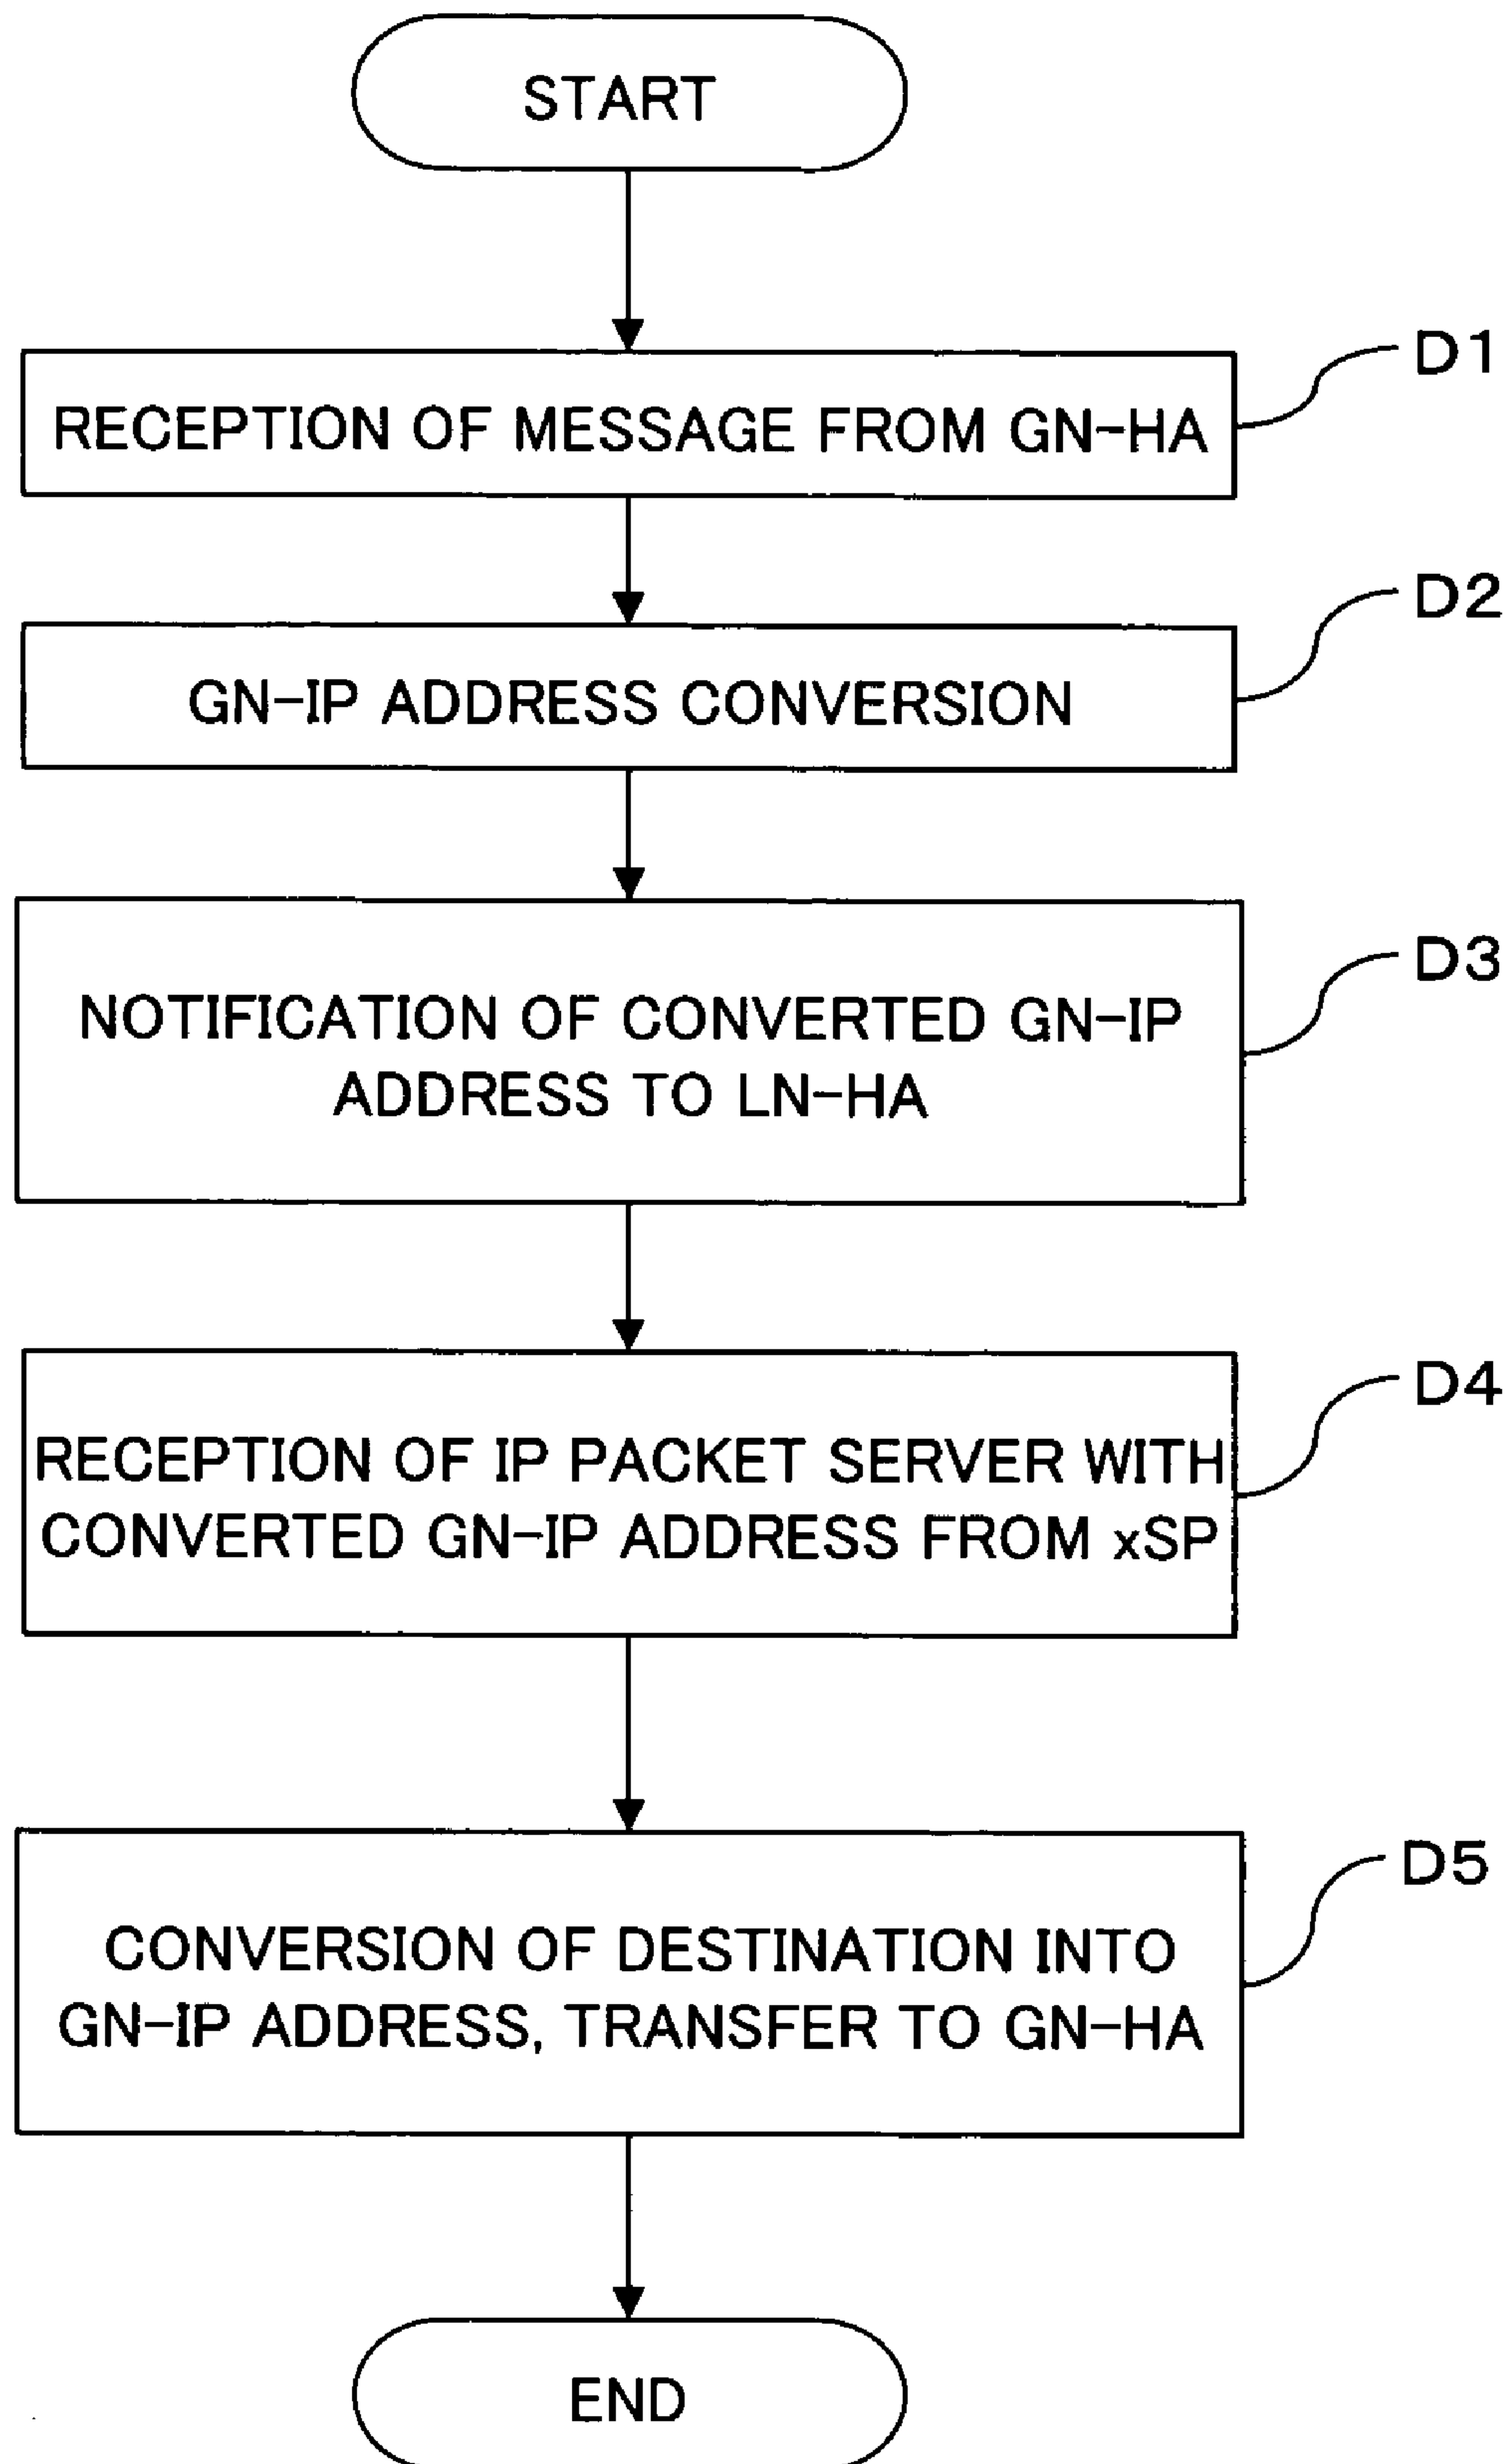 START
D1
RECEPTION OF MESSAGE FROM GN-HA
D2
GN-IP ADDRESS CONVERSION
D3
NOTIFICATION OF CONVERTED GN-IP
ADDRESS TO LN-HA
D4
RECEPTION OF IP PACKET SERVER WITH
CONVERTED GN-IP ADDRESS FROM xSP
D5
CONVERSION OF DESTINATION INTO
GN-IP ADDRESS, TRANSFER TO GN-HA
END